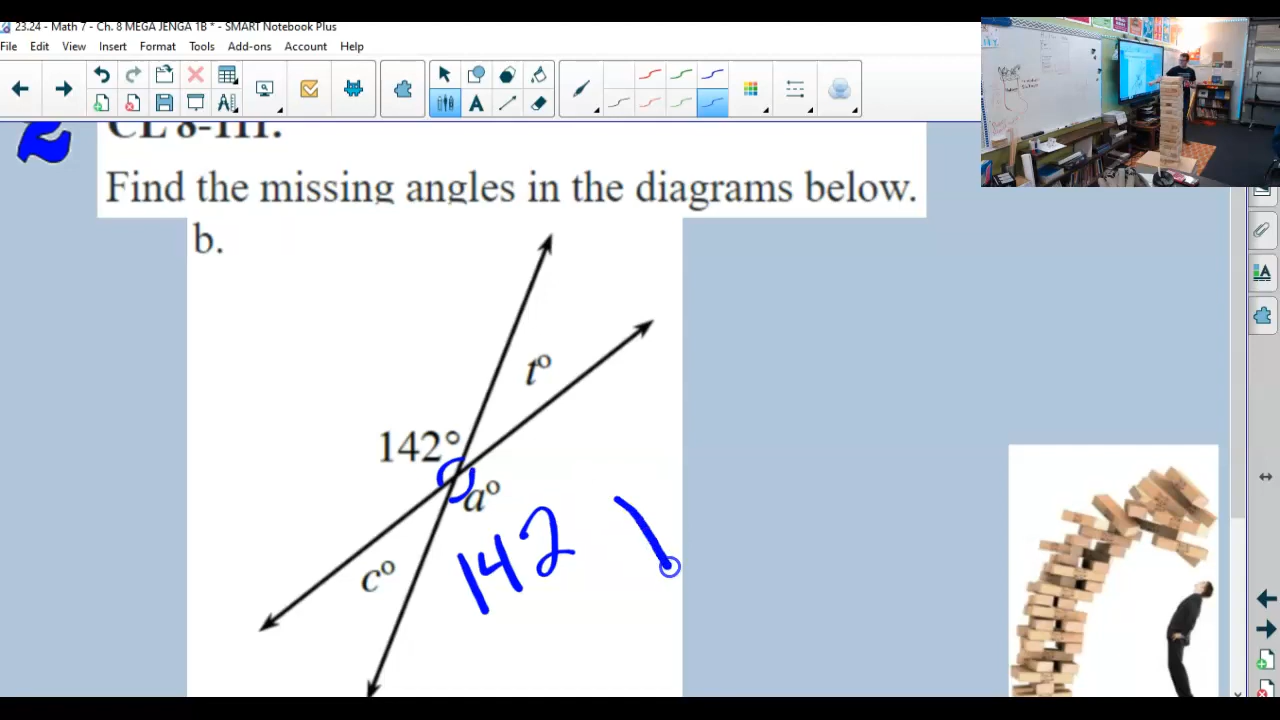 23.24 - Math 7 - Ch. 8 MEGA JENGA 1B * - SMART Notebook Plus
File Edit View Insert Format Tools Add-ons Account Help
2
CL 8-111.
Find the missing angles in the diagrams below.
b.
t°
142°
a°
142
c°